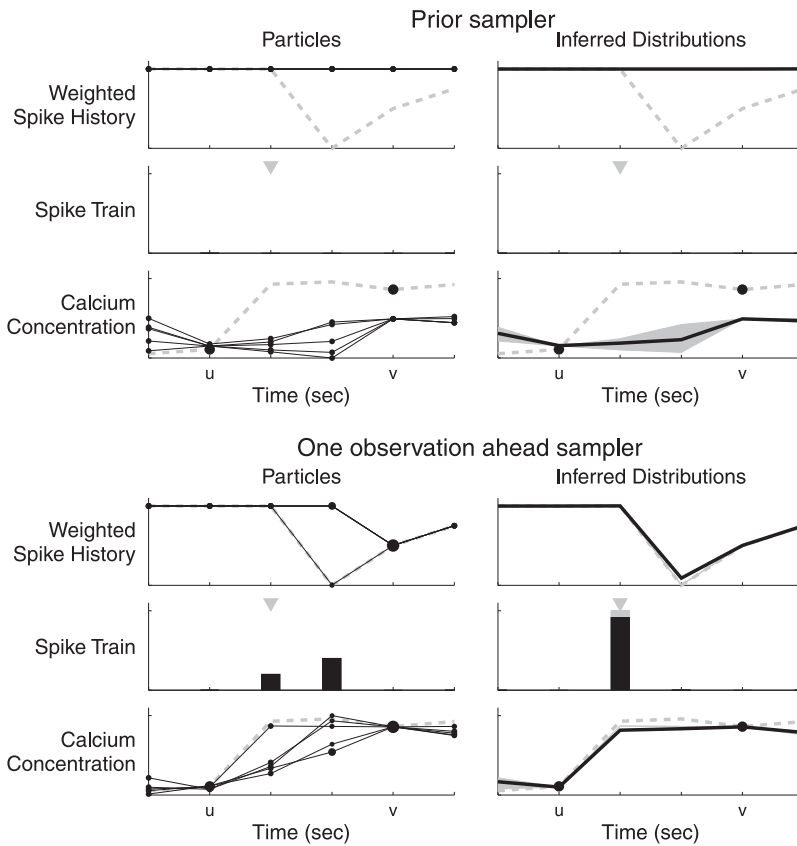 Prior sampler
Particles
Inferred Distributions
Weighted
Spike History
Spike Train
Calcium
Concentration
u
v
u
v
Time (sec)
Time (sec)
One observation ahead sampler
Particles
Inferred Distributions
Weighted
Spike History
Spike Train
Calcium
Concentration
u
v
u
v
Time (sec)
Time (sec)